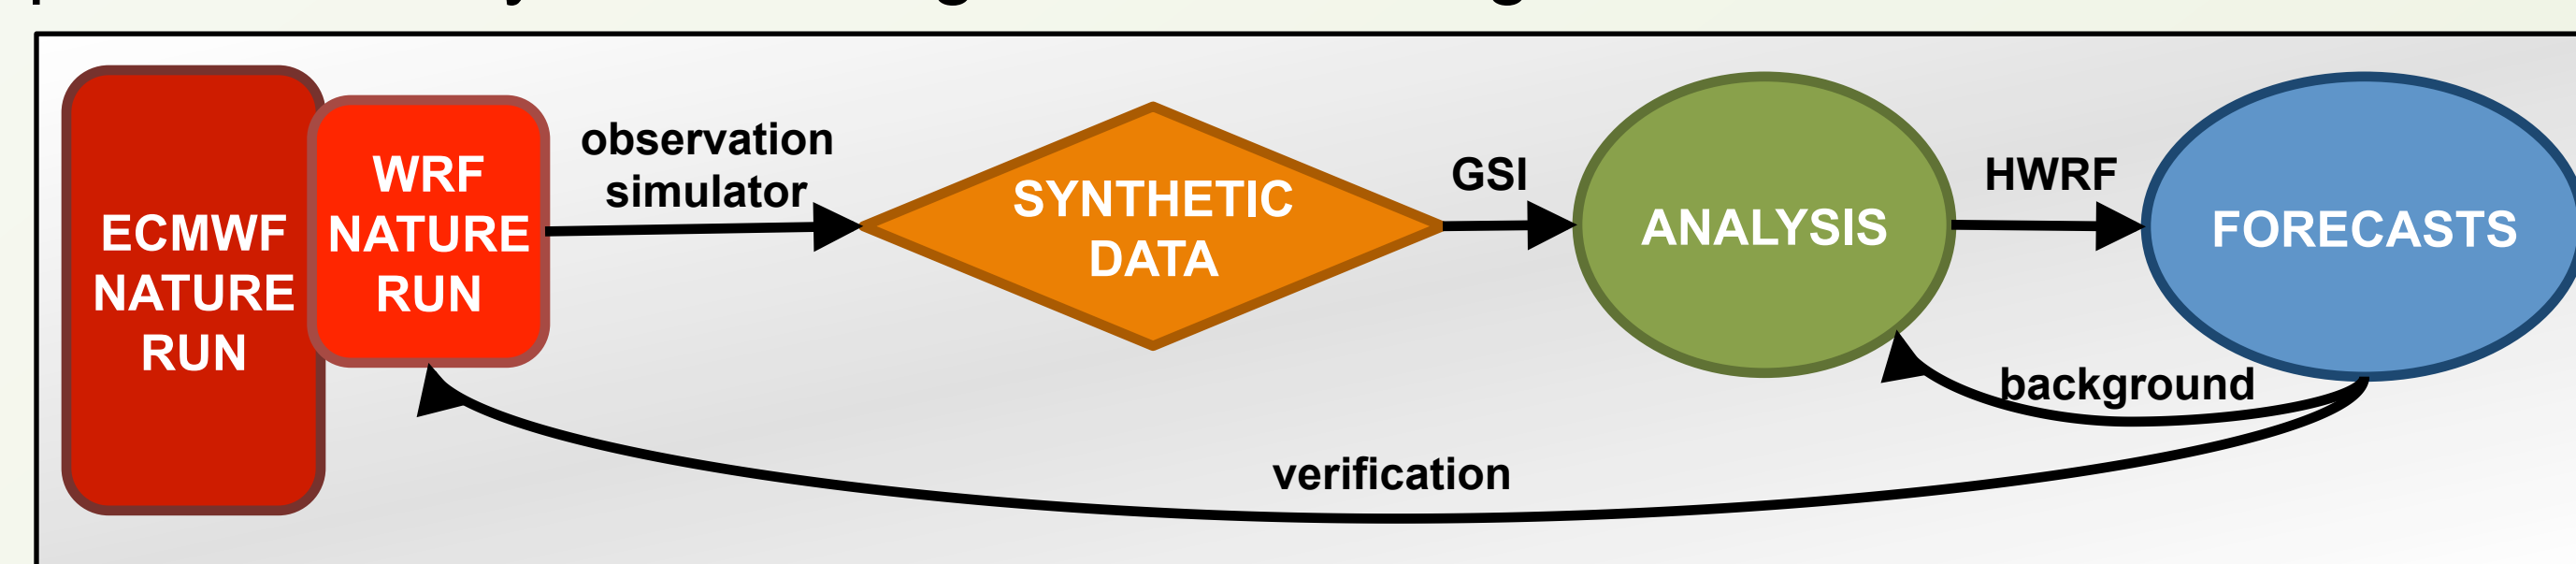 ECMWF
NATURE
RUN
WRF
NATURE
RUN
observation
simulator
SYNTHETIC
DATA
GSI
ANALYSIS
HWRF
FORECASTS
background
verification